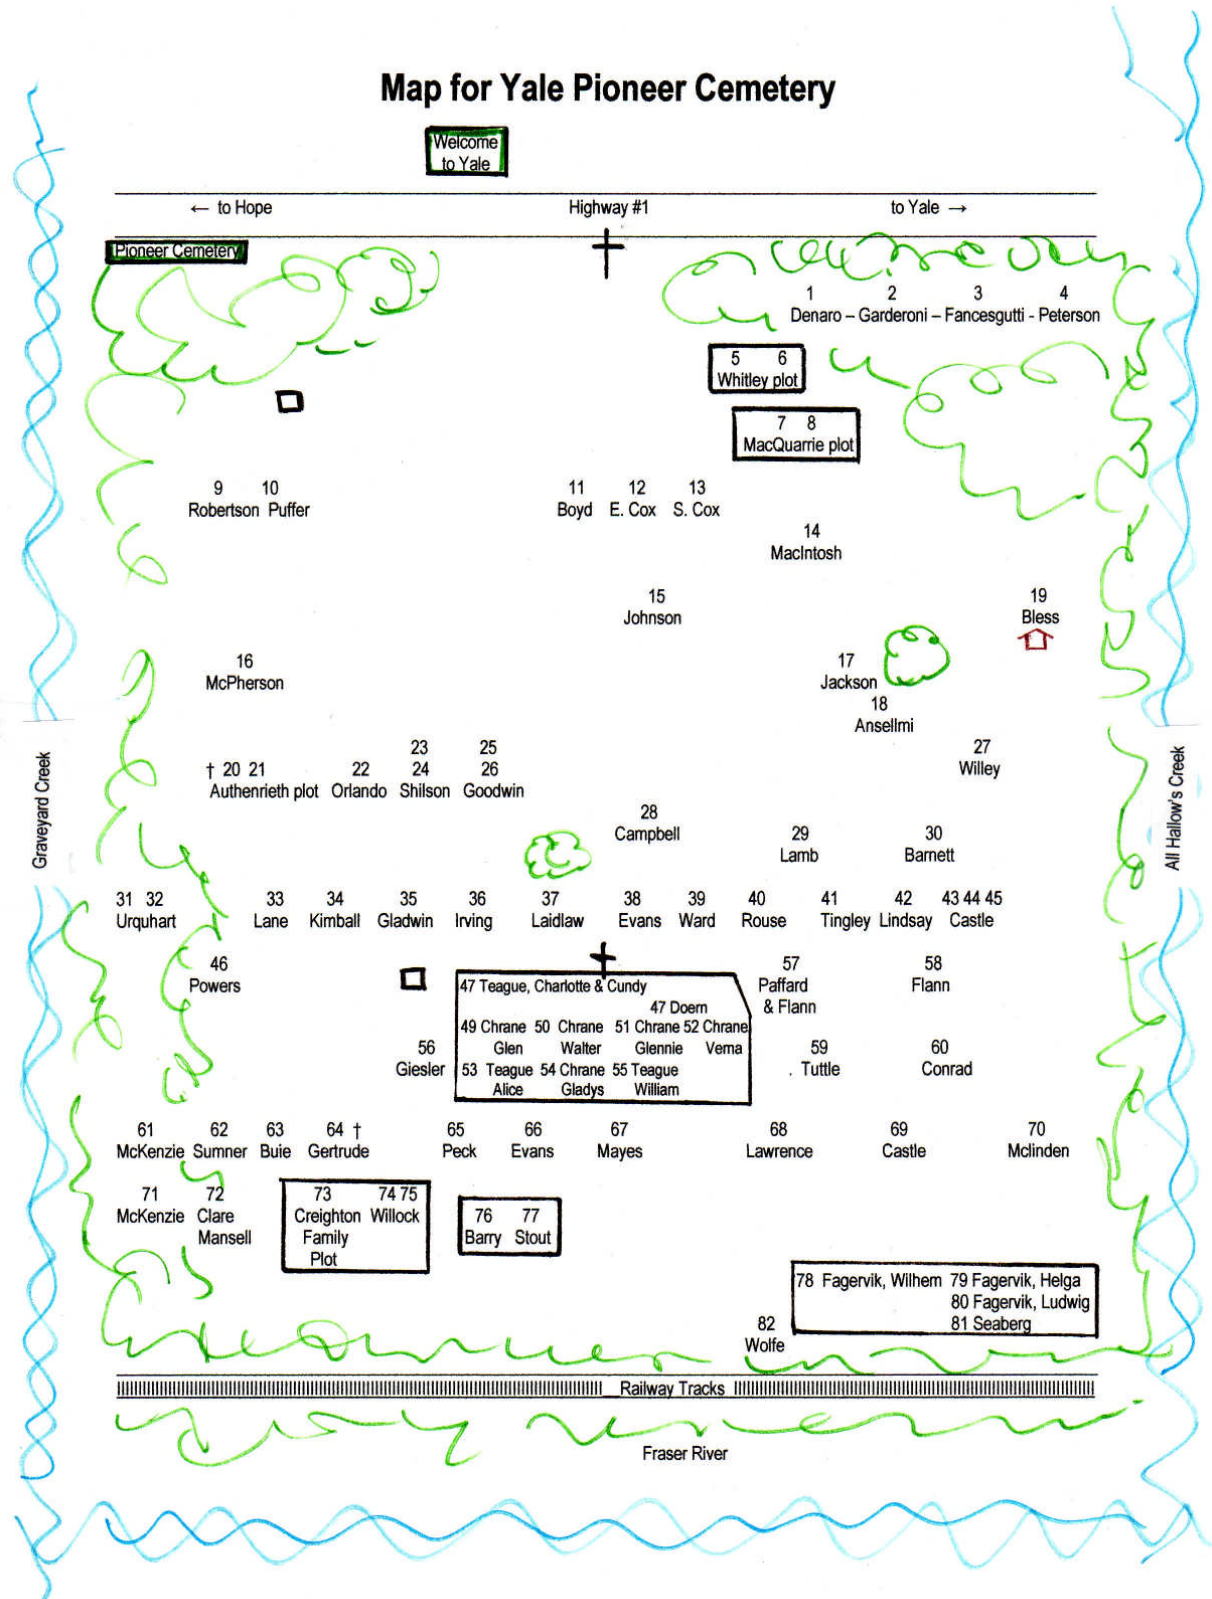 Map for Yale Pioneer Cemetery
Welcome
to Yale
← to Hope Highway #1 to Yale →
Pioneer Cemetery
1 2 3 4
Denaro – Garderoni – Fancesgutti - Peterson
5 6
Whitley plot
7 8
MacQuarrie plot
9 10 11 12 13
Robertson Puffer Boyd E. Cox S. Cox
14
MacIntosh
15 19
Johnson Bless
16 17
McPherson Jackson
18
Ansellmi
23 25 27
† 20 21 22 24 26 Willey
Authenrieth plot Orlando Shilson Goodwin
28
Campbell 29 30
Lamb Barnett
Graveyard Creek
All Hallow's Creek
31 32 33 34 35 36 37 38 39 40 41 42 43 44 45
Urquhart Lane Kimball Gladwin Irving Laidlaw Evans Ward Rouse Tingley Lindsay Castle
46 57 58
Powers Paffard Flann
& Flann
47 Teague, Charlotte & Cundy
47 Doern
49 Chrane 50 Chrane 51 Chrane 52 Chrane
Glen Walter Glennie Verna
53 Teague 54 Chrane 55 Teague
Alice Gladys William
56 59 60
Giesler . Tuttle Conrad
61 62 63 64 † 65 66 67 68 69 70
McKenzie Sumner Buie Gertrude Peck Evans Mayes Lawrence Castle Mclinden
71 72 73 74 75
McKenzie Clare Creighton Willock
Mansell Family
Plot
76 77
Barry Stout
78 Fagervik, Wilhem 79 Fagervik, Helga
80 Fagervik, Ludwig
81 Seaberg
82
Wolfe
Railway Tracks
Fraser River